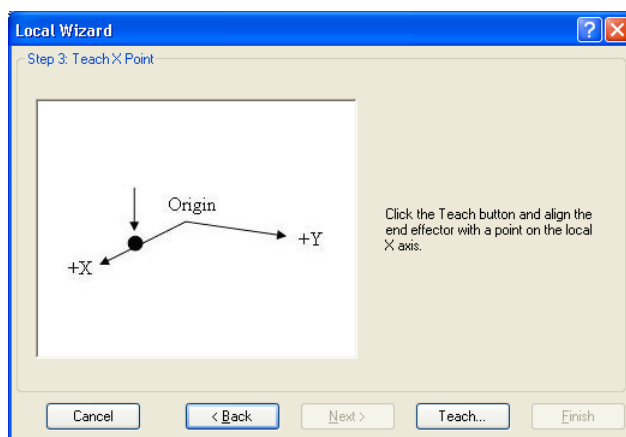 Local Wizard
Step 3: Teach X Point
Origin
+Y
+X
Click the Teach button and align the
end effector with a point on the local
X axis.
Cancel
< Back
Next >
Teach...
Finish